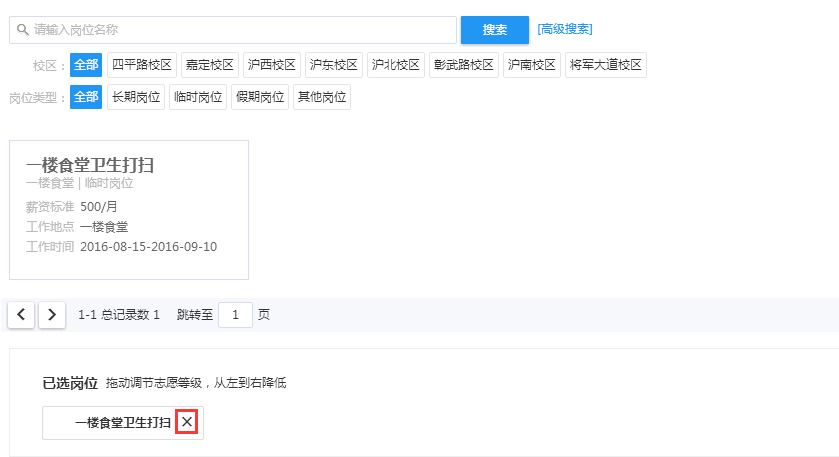 请输入岗位名称 搜索 [高级搜索]
校区： 全部 四平路校区 嘉定校区 沪西校区 沪东校区 沪北校区 彰武路校区 沪南校区 将军大道校区
岗位类型： 全部 长期岗位 临时岗位 假期岗位 其他岗位
一楼食堂卫生打扫
一楼食堂 | 临时岗位
薪资标准 500/月
工作地点 一楼食堂
工作时间 2016-08-15-2016-09-10
1-1 总记录数 1 跳转至 1 页
已选岗位 拖动调节志愿等级，从左到右降低
一楼食堂卫生打扫